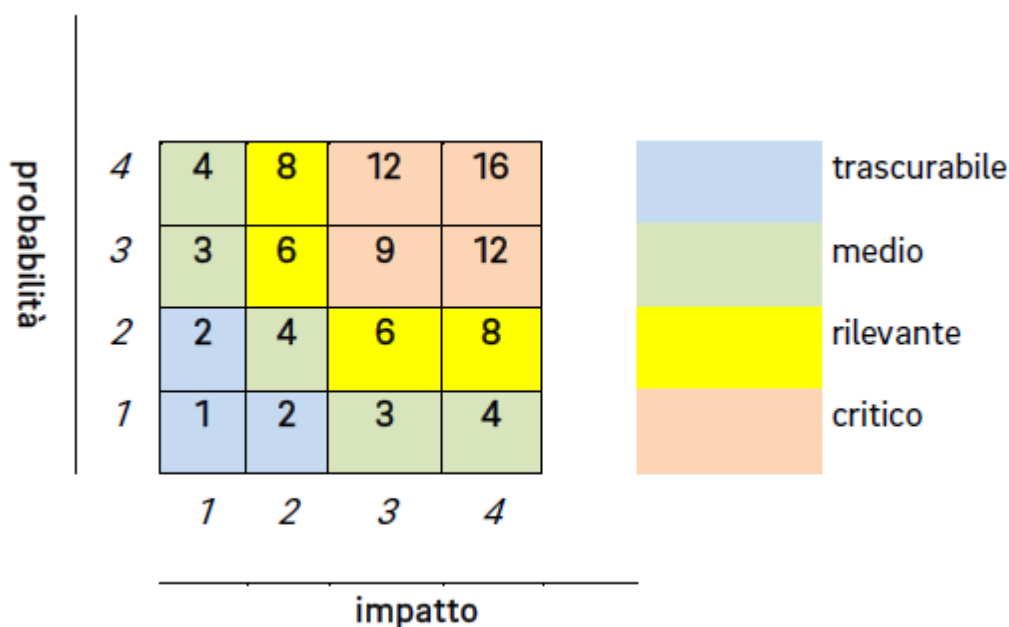 probabilità
4 4 8 12 16 trascurabile
3 3 6 9 12 medio
2 2 4 6 8 rilevante
1 1 2 3 4 critico
1 2 3 4
impatto